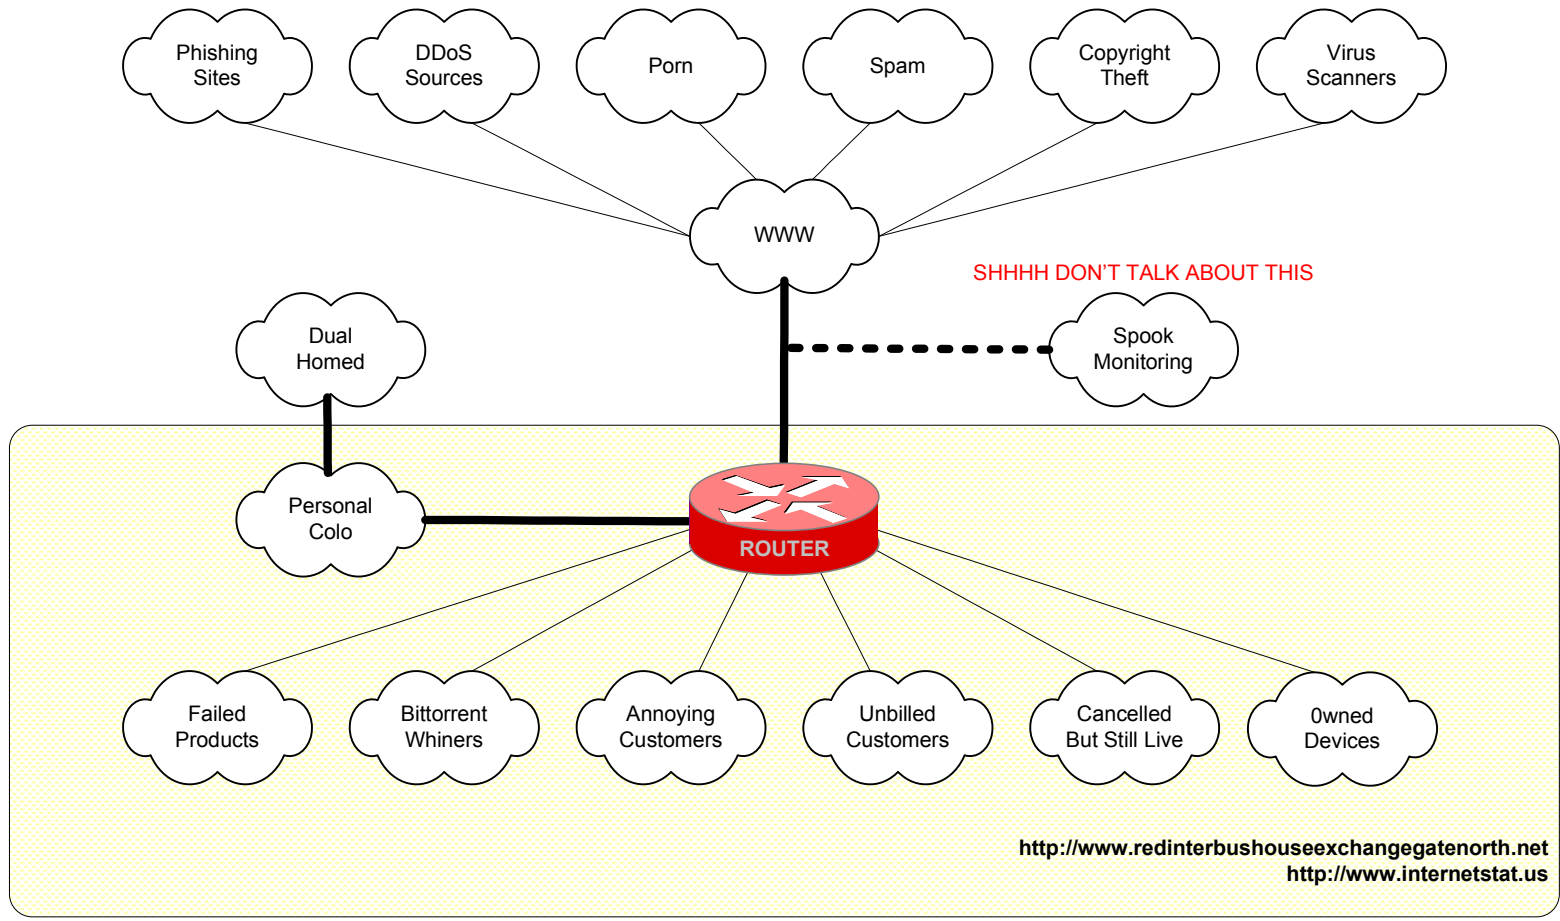 Phishing
Sites
DDoS
Sources
Porn
Spam
Copyright
Theft
Virus
Scanners
WWW
SHHHH DON'T TALK ABOUT THIS
Dual
Homed
Spook
Monitoring
Personal
Colo
ROUTER
Failed
Products
Bittorrent
Whiners
Annoying
Customers
Unbilled
Customers
Cancelled
But Still Live
0wned
Devices
http://www.redinterbushouseexchangegatenorth.net
http://www.internetstat.us